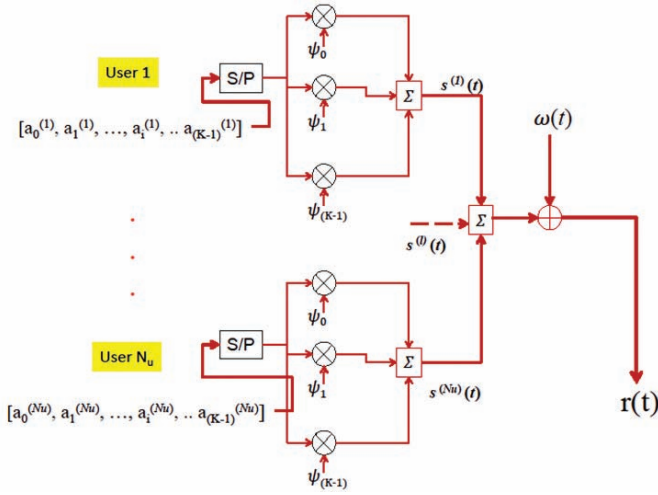 ψ₀
User 1
S/P
s⁽¹⁾(t)
Σ
[a₀⁽¹⁾, a₁⁽¹⁾, …, aᵢ⁽¹⁾, .. a₍K-1₎⁽¹⁾]
ψ₁
ω(t)
ψ₍K-1₎
Σ
s⁽ˡ⁾(t)
ψ₀
User Nᵤ
S/P
Σ
s⁽ᴺᵘ⁾(t)
r(t)
[a₀⁽ᴺᵘ⁾, a₁⁽ᴺᵘ⁾, …, aᵢ⁽ᴺᵘ⁾, .. a₍K-1₎⁽ᴺᵘ⁾]
ψ₁
ψ₍K-1₎